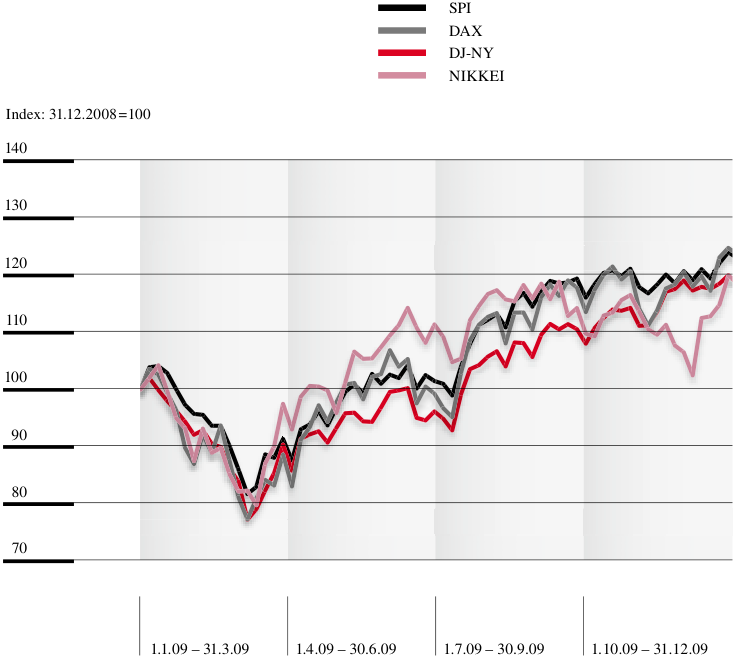 SPI
DAX
DJ-NY
NIKKEI
Index: 31.12.2008=100
140
130
120
110
100
90
80
70
1.1.09 – 31.3.09 1.4.09 – 30.6.09 1.7.09 – 30.9.09 1.10.09 – 31.12.09